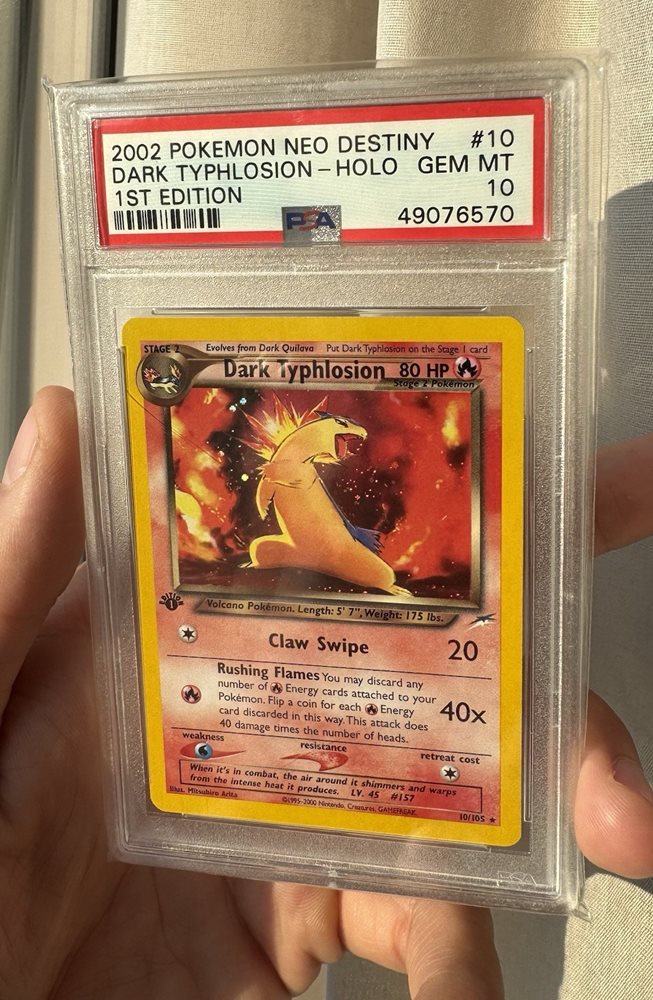 2002 POKEMON NEO DESTINY #10
DARK TYPHLOSION - HOLO GEM MT
1ST EDITION 10
PSA 49076570
STAGE 2 Evolves from Dark Quilava Put Dark Typhlosion on the Stage 1 card
Dark Typhlosion 80 HP
Stage 2 Pokémon
EDITION
1
Volcano Pokémon. Length: 5' 7", Weight: 175 lbs.
Claw Swipe 20
Rushing Flames You may discard any
number of Energy cards attached to your
Pokémon. Flip a coin for each Energy
card discarded in this way. This attack does
40 damage times the number of heads.
40x
weakness
resistance
retreat cost
When it's in combat, the air around it shimmers and warps
from the intense heat it produces. LV. 45 #157
Illus. Mitsuhiro Arita
©1995-2000 Nintendo, Creatures, GAMEFREAK.
10/105
PSA